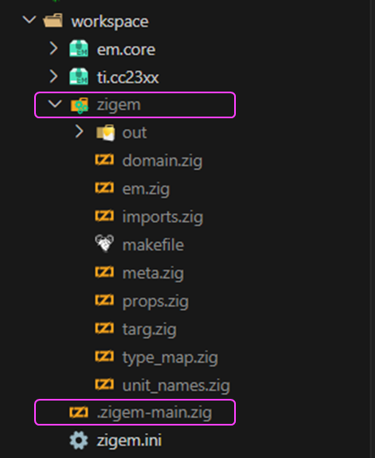 workspace
em.core
ti.cc23xx
zigem
out
domain.zig
em.zig
imports.zig
makefile
meta.zig
props.zig
targ.zig
type_map.zig
unit_names.zig
.zigem-main.zig
zigem.ini